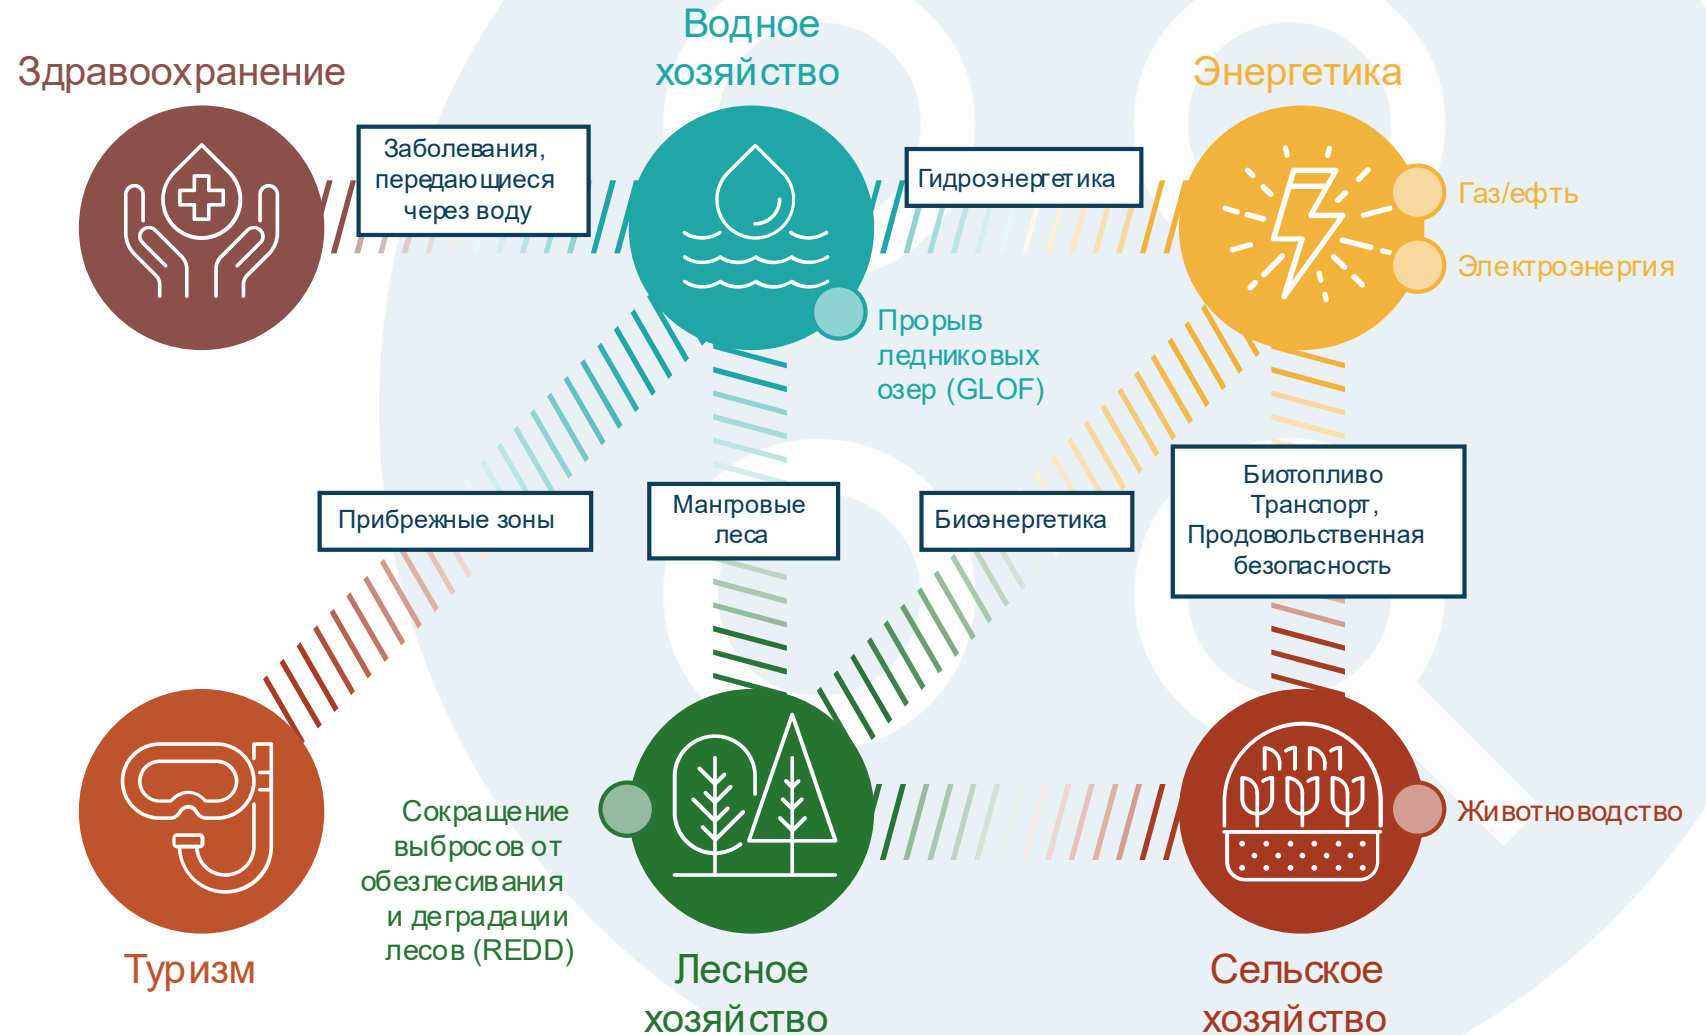 Здравоохранение
Водное
хозяйство
Энергетика
Заболевания,
передающиеся
через воду
Гидроэнергетика
Газ/ефть
Электроэнергия
Прорыв
ледниковых
озер (GLOF)
Прибрежные зоны
Мангровые
леса
Биоэнергетика
Биотопливо
Транспорт,
Продовольственная
безопасность
Сокращение
выбросов от
обезлесивания
и деградации
лесов (REDD)
Животноводство
Туризм
Лесное
хозяйство
Сельское
хозяйство